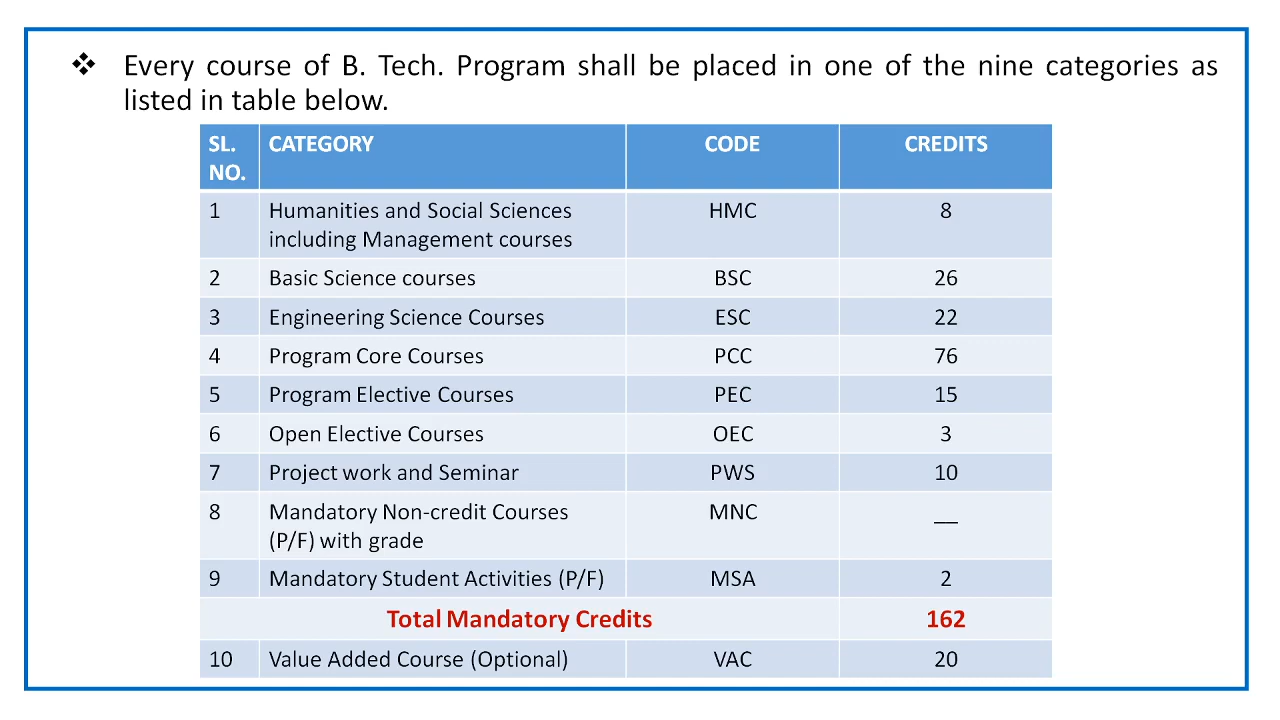 ❖ Every course of B. Tech. Program shall be placed in one of the nine categories as
listed in table below.
SL. NO. CATEGORY CODE CREDITS
1 Humanities and Social Sciences including Management courses HMC 8
2 Basic Science courses BSC 26
3 Engineering Science Courses ESC 22
4 Program Core Courses PCC 76
5 Program Elective Courses PEC 15
6 Open Elective Courses OEC 3
7 Project work and Seminar PWS 10
8 Mandatory Non-credit Courses (P/F) with grade MNC __
9 Mandatory Student Activities (P/F) MSA 2
Total Mandatory Credits 162
10 Value Added Course (Optional) VAC 20